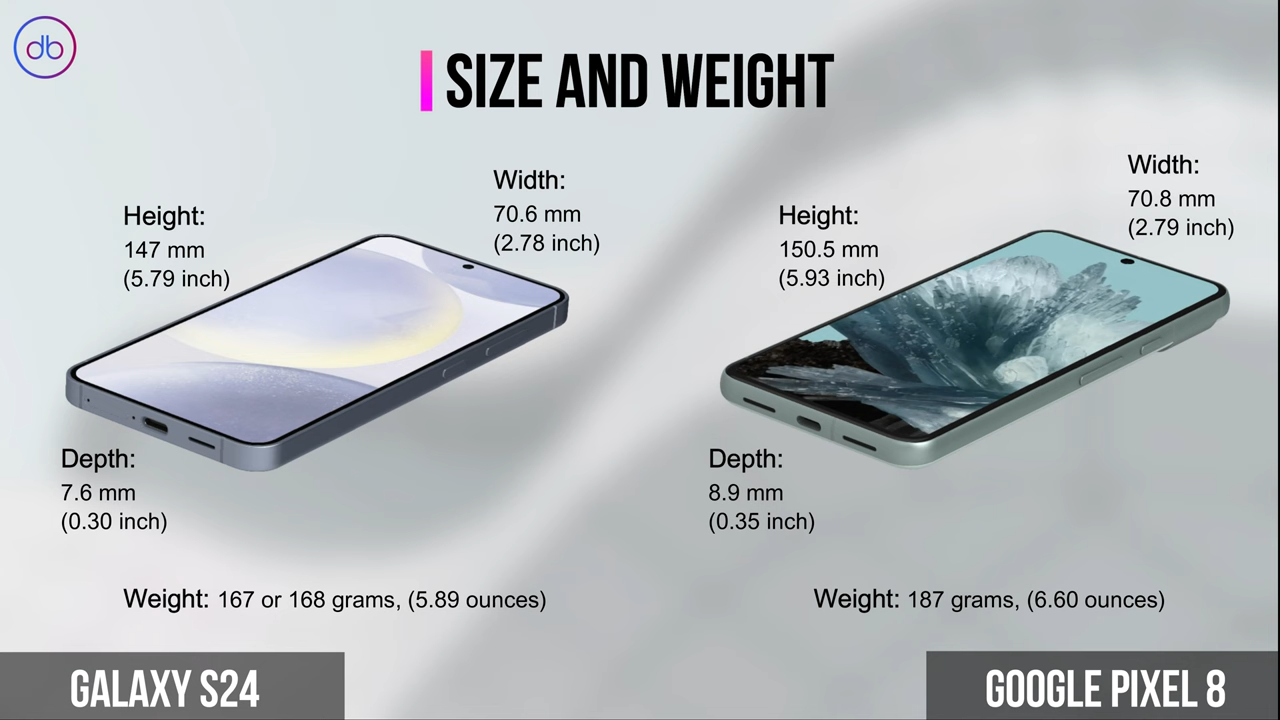 db
SIZE AND WEIGHT
Height:
147 mm
(5.79 inch)
Width:
70.6 mm
(2.78 inch)
Depth:
7.6 mm
(0.30 inch)
Weight: 167 or 168 grams, (5.89 ounces)
GALAXY S24
Height:
150.5 mm
(5.93 inch)
Width:
70.8 mm
(2.79 inch)
Depth:
8.9 mm
(0.35 inch)
Weight: 187 grams, (6.60 ounces)
GOOGLE PIXEL 8